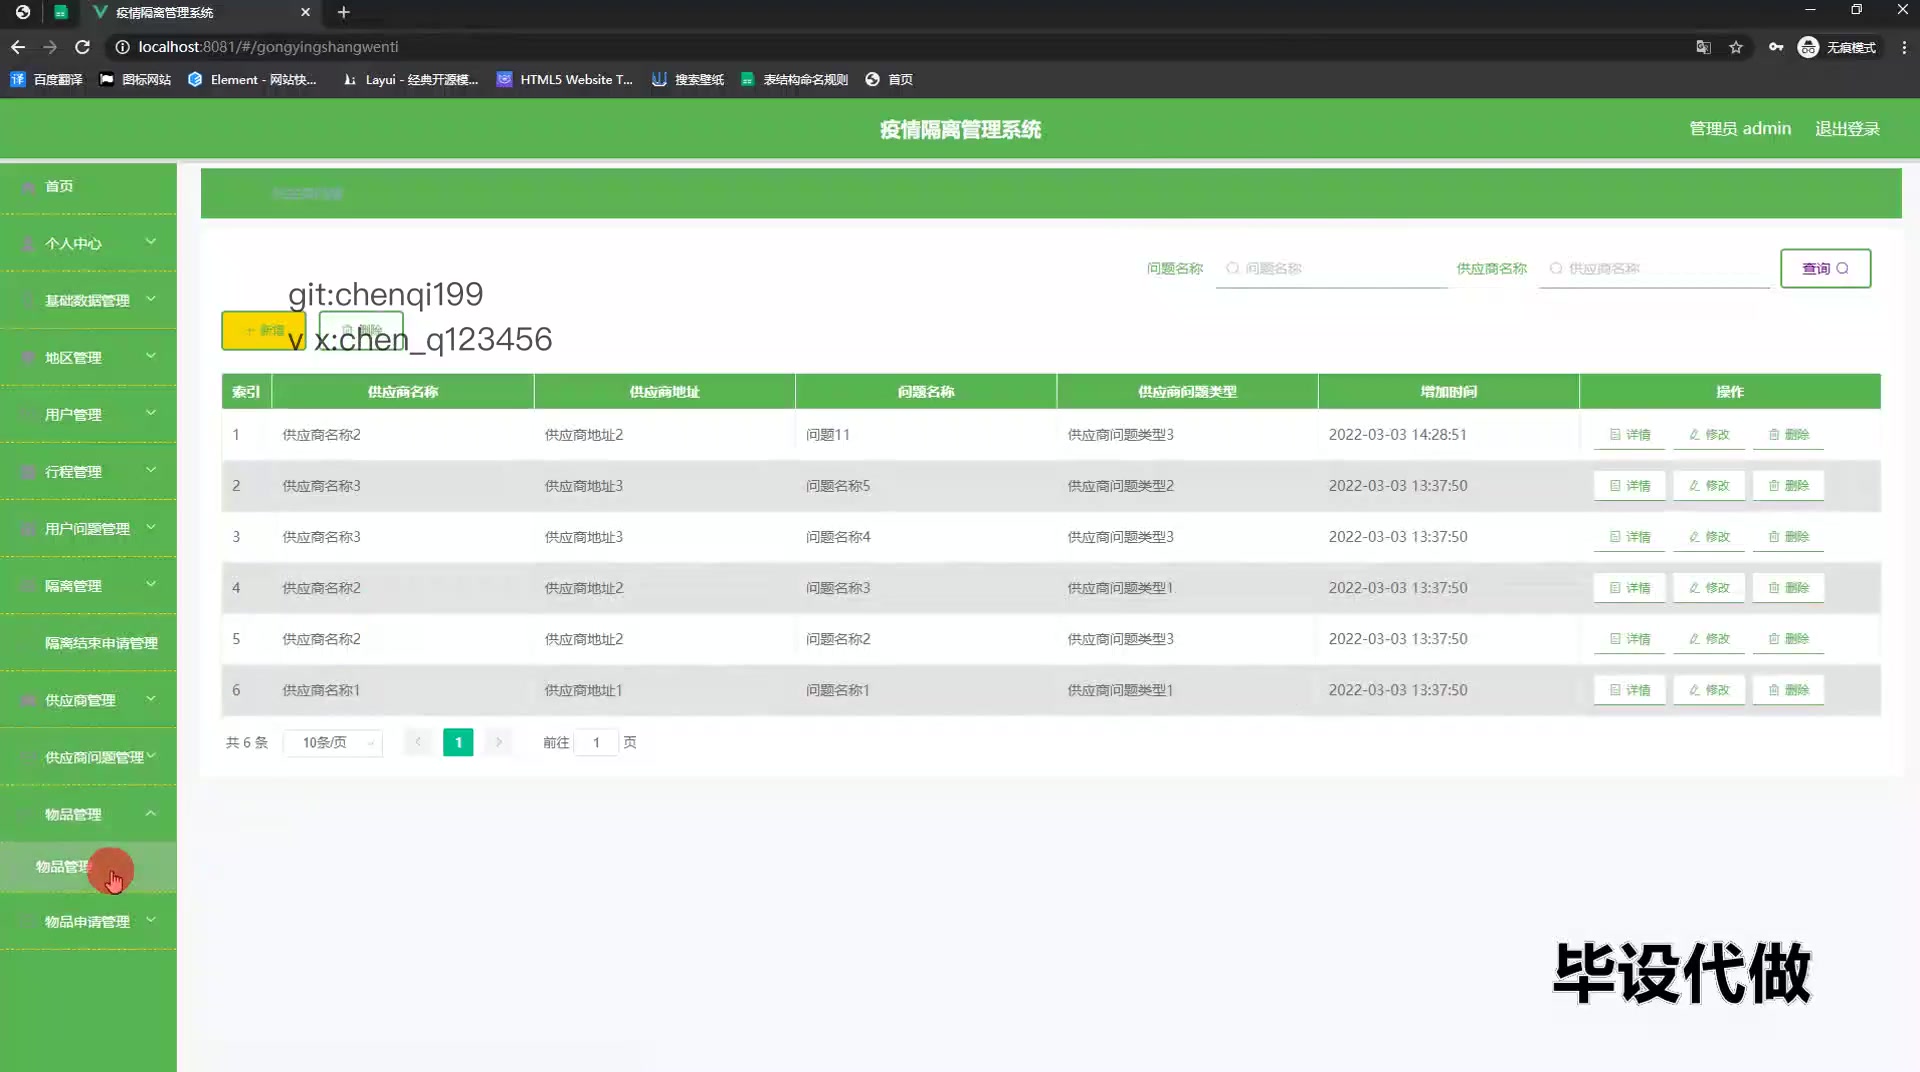 疫情隔离管理系统
localhost:8081/#/gongyingshangwenti
无痕模式
百度翻译 图标网站 Element - 网站快... Layui - 经典开源模... HTML5 Website T... 搜索壁纸 表结构命名规则 首页
疫情隔离管理系统
管理员 admin 退出登录
首页
个人中心
基础数据管理
地区管理
用户管理
行程管理
用户问题管理
隔离管理
隔离结束申请管理
供应商管理
供应商问题管理
物品管理
物品管理
物品申请管理
问题名称 问题名称 供应商名称 供应商名称 查询
git:chenqi199
+ 新增 删除
v x:chen_q123456
索引 供应商名称 供应商地址 问题名称 供应商问题类型 增加时间 操作
1 供应商名称2 供应商地址2 问题11 供应商问题类型3 2022-03-03 14:28:51 详情 修改 删除
2 供应商名称3 供应商地址3 问题名称5 供应商问题类型2 2022-03-03 13:37:50 详情 修改 删除
3 供应商名称3 供应商地址3 问题名称4 供应商问题类型3 2022-03-03 13:37:50 详情 修改 删除
4 供应商名称2 供应商地址2 问题名称3 供应商问题类型1 2022-03-03 13:37:50 详情 修改 删除
5 供应商名称2 供应商地址2 问题名称2 供应商问题类型3 2022-03-03 13:37:50 详情 修改 删除
6 供应商名称1 供应商地址1 问题名称1 供应商问题类型1 2022-03-03 13:37:50 详情 修改 删除
共 6 条 10条/页 1 前往 1 页
毕设代做